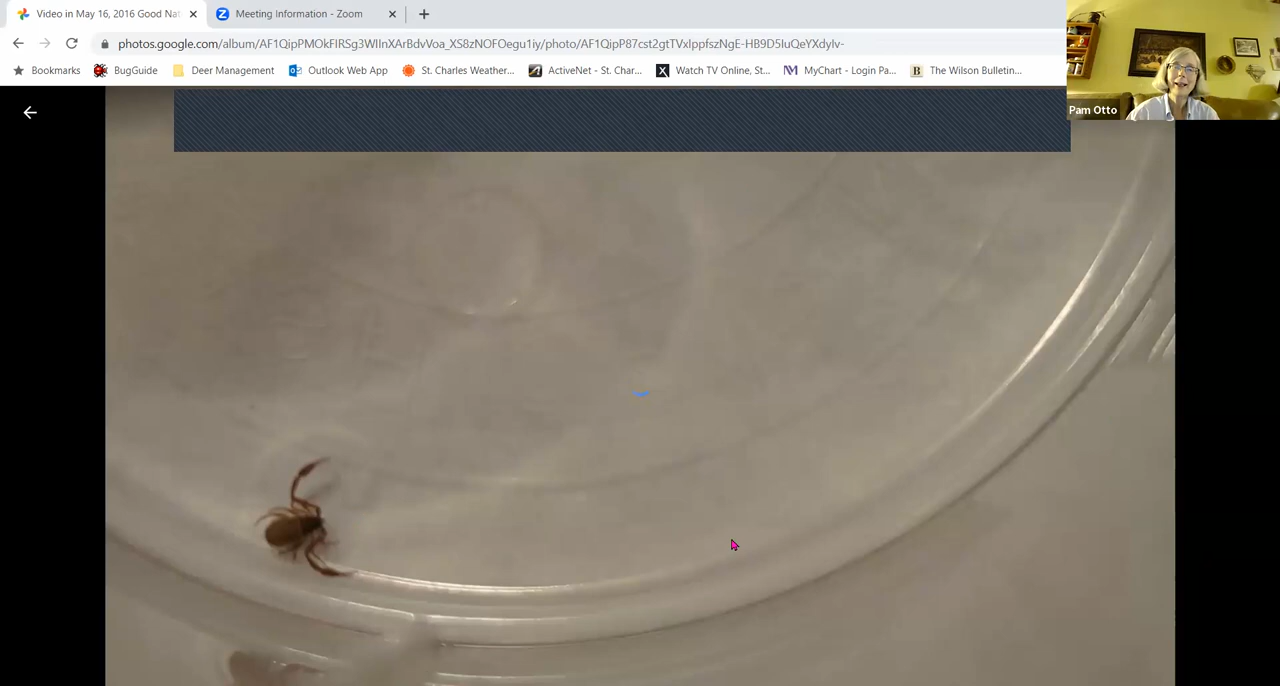 Video in May 16, 2016 Good Nat
Meeting Information - Zoom
photos.google.com/album/AF1QipPMOkFIRSg3WIInXArBdvVoa_XS8zNOFOegu1iy/photo/AF1QipP87cst2gtTVxIppfszNgE-HB9D5IuQeYXdyIv-
Bookmarks
BugGuide
Deer Management
Outlook Web App
St. Charles Weather...
ActiveNet - St. Char...
Watch TV Online, St...
MyChart - Login Pa...
The Wilson Bulletin...
Pam Otto